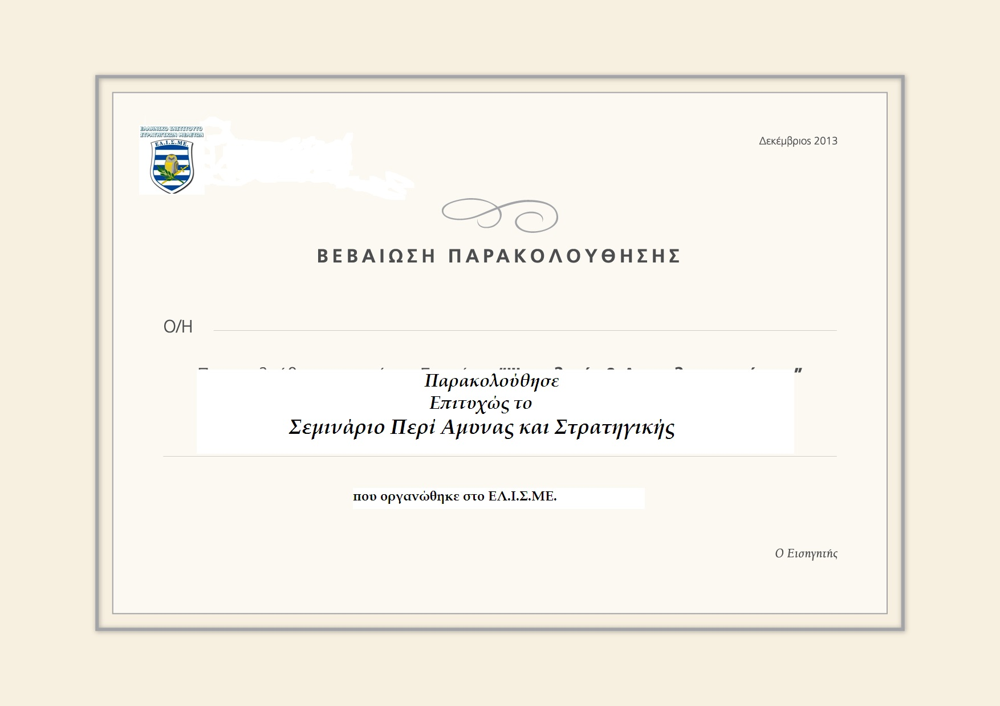 ΕΛΛΗΝΙΚΟ ΙΝΣΤΙΤΟΥΤΟ
ΣΤΡΑΤΗΓΙΚΩΝ ΜΕΛΕΤΩΝ
ΕΛ.Ι.Σ.ΜΕ.
Δεκέμβριος 2013
ΒΕΒΑΙΩΣΗ ΠΑΡΑΚΟΛΟΥΘΗΣΗΣ
Ο/Η
Παρακολούθησε
Επιτυχώς το
Σεμινάριο Περί Αμυνας και Στρατηγικής
που οργανώθηκε στο ΕΛ.Ι.Σ.ΜΕ.
Ο Εισηγητής